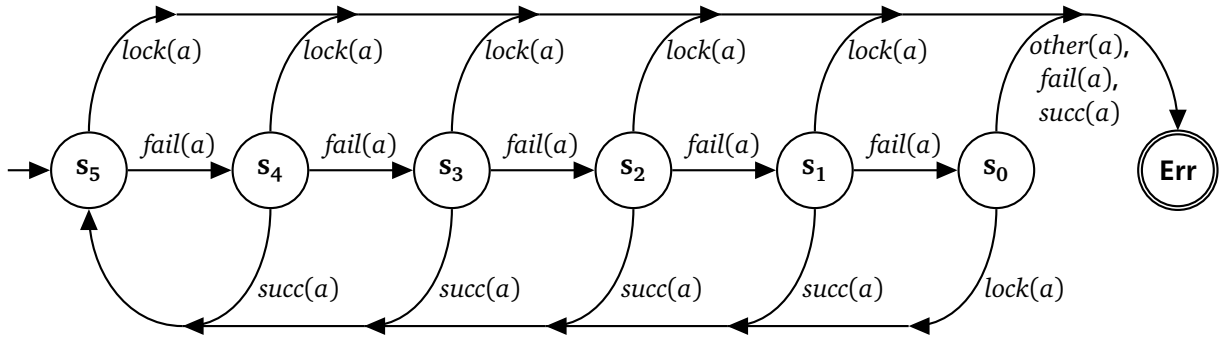 lock(a) lock(a) lock(a) lock(a) lock(a) other(a),
fail(a),
succ(a)
s₅ fail(a) s₄ fail(a) s₃ fail(a) s₂ fail(a) s₁ fail(a) s₀ Err
succ(a) succ(a) succ(a) succ(a) lock(a)